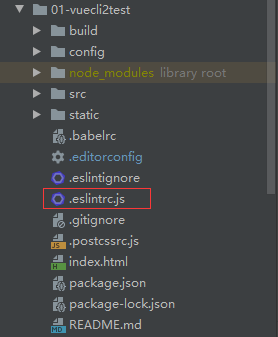 01-vuecli2test
build
config
node_modules library root
src
static
.babelrc
.editorconfig
.eslintignore
.eslintrc.js
.gitignore
.postcssrc.js
index.html
package.json
package-lock.json
README.md